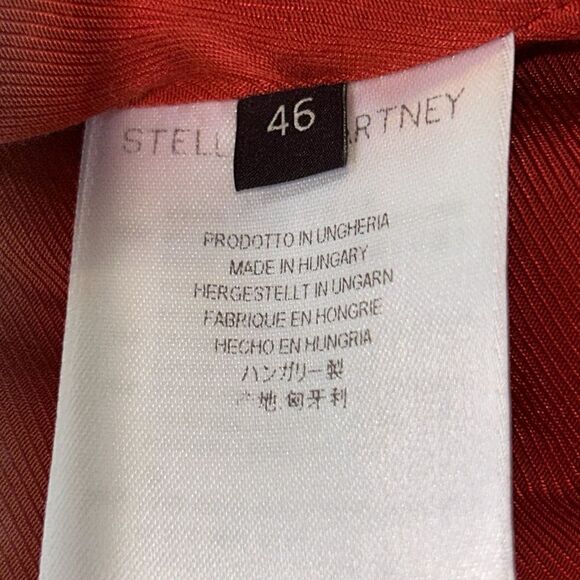 46
STELL ARTNEY
PRODOTTO IN UNGHERIA
MADE IN HUNGARY
HERGESTELLT IN UNGARN
FABRIQUE EN HONGRIE
HECHO EN HUNGRIA
ハンガリー製
产地 匈牙利